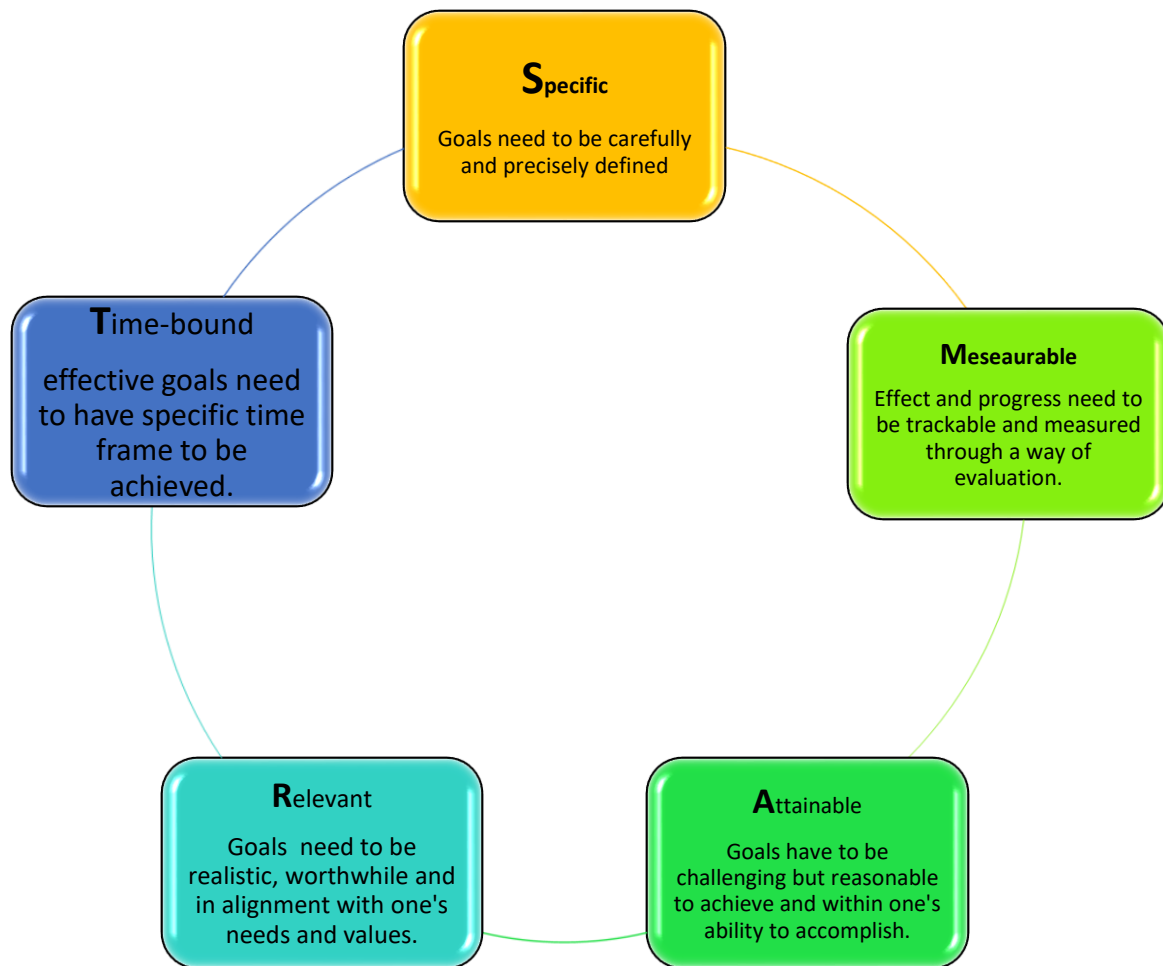 Specific
Goals need to be carefully
and precisely defined
Meseaurable
Effect and progress need to
be trackable and measured
through a way of
evaluation.
Attainable
Goals have to be
challenging but reasonable
to achieve and within one's
ability to accomplish.
Relevant
Goals  need to be
realistic, worthwhile and
in alignment with one's
needs and values.
Time-bound
effective goals need
to have specific time
frame to be
achieved.